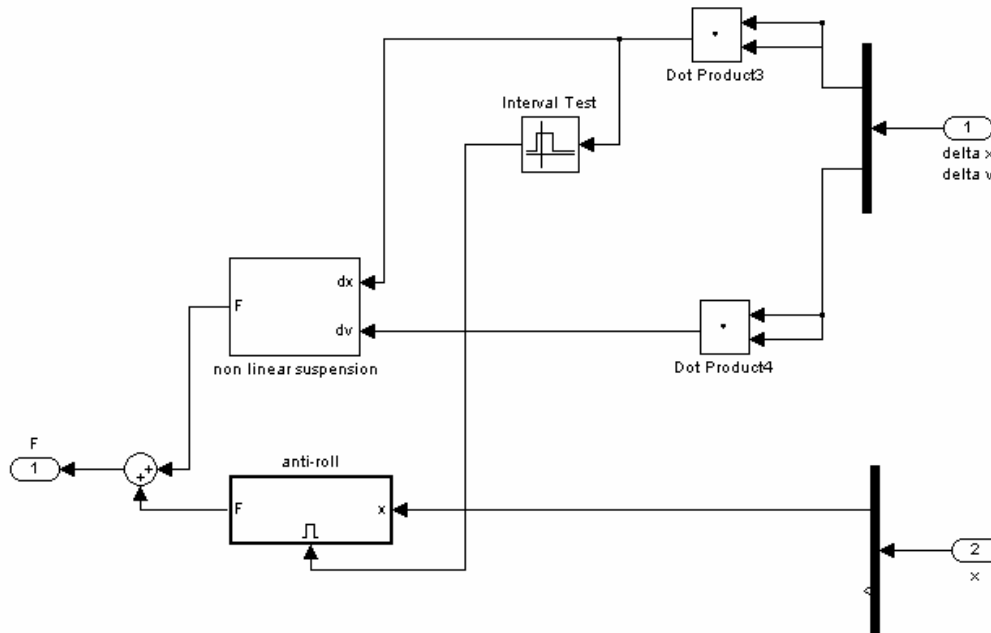 Dot Product3
Interval Test
1
delta x
delta v
dx
F
dv
non linear suspension
Dot Product4
F
1
anti-roll
F
x
2
x